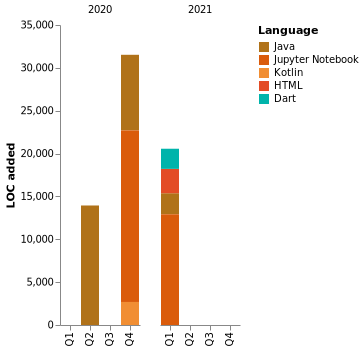 2020 2021
Language
Java
Jupyter Notebook
Kotlin
HTML
Dart
LOC added
35,000
30,000
25,000
20,000
15,000
10,000
5,000
0
Q1 Q2 Q3 Q4 Q1 Q2 Q3 Q4